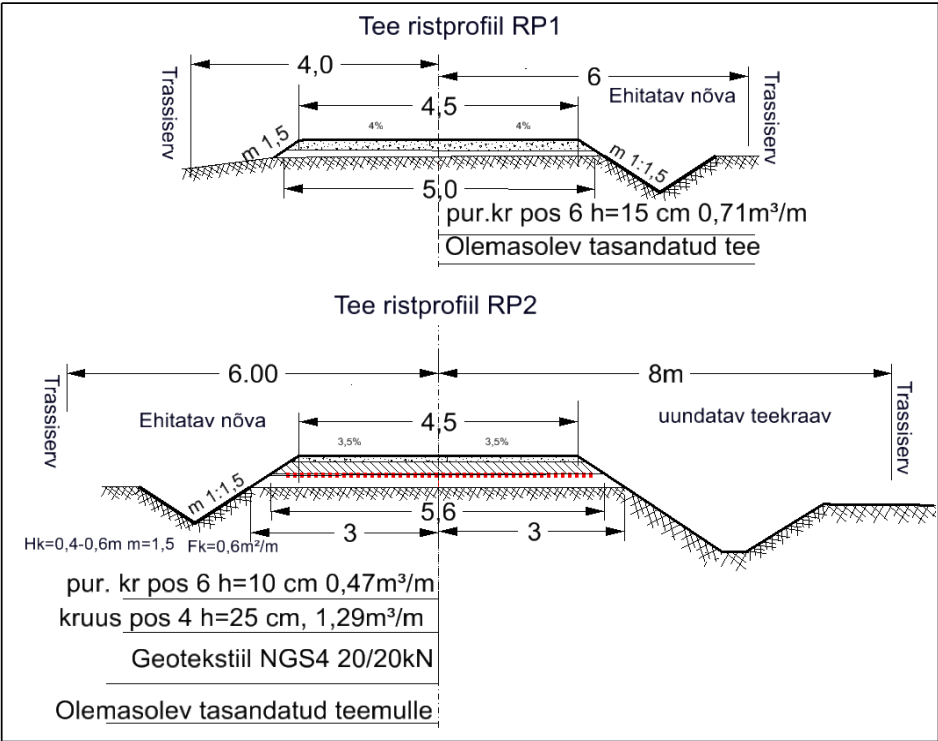 Tee ristprofiil RP1
Trassiserv
4,0
6
Trassiserv
Ehitatav nõva
4,5
4%
4%
m 1,5
m 1:1,5
5,0
pur.kr pos 6 h=15 cm 0,71m³/m
Olemasolev tasandatud tee
Tee ristprofiil RP2
Trassiserv
6.00
8m
Trassiserv
Ehitatav nõva
4,5
uundatav teekraav
3,5%
3,5%
m 1:1,5
5,6
3
3
Hk=0,4-0,6m m=1,5 Fk=0,6m²/m
pur. kr pos 6 h=10 cm 0,47m³/m
kruus pos 4 h=25 cm, 1,29m³/m
Geotekstiil NGS4 20/20kN
Olemasolev tasandatud teemulle